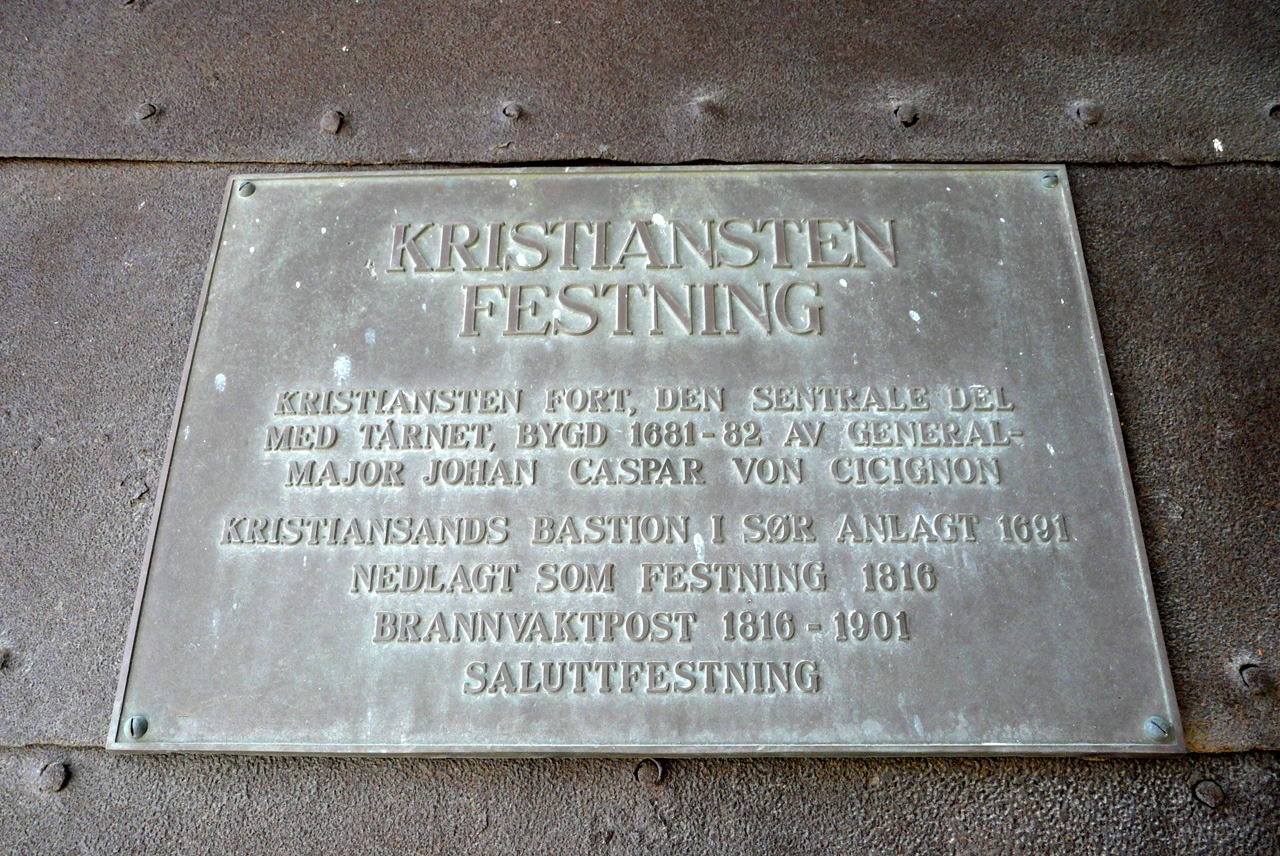 KRISTIANSTEN
FESTNING
KRISTIANSTEN FORT, DEN SENTRALE DEL
MED TÅRNET, BYGD 1681-82 AV GENERAL-
MAJOR JOHAN CASPAR VON CICIGNON
KRISTIANSANDS BASTION I SØR ANLAGT 1691
NEDLAGT SOM FESTNING 1816
BRANNVAKTPOST 1816-1901
SALUTTFESTNING